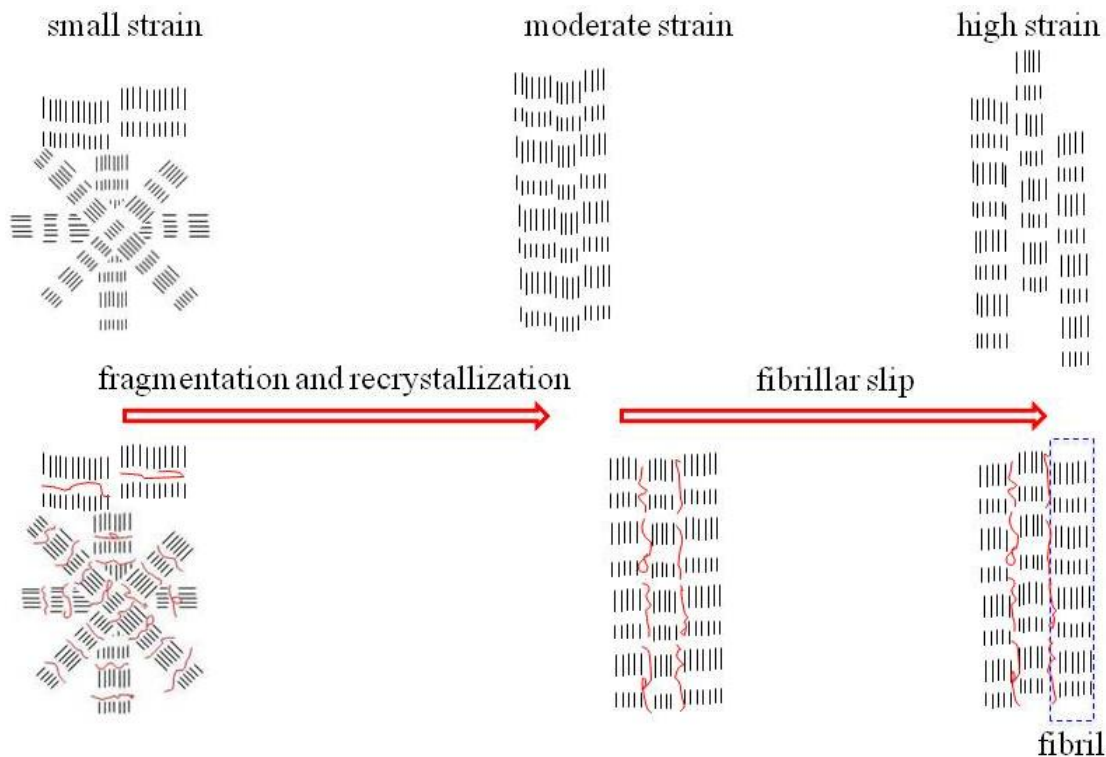 small strain
moderate strain
high strain
fragmentation and recrystallization
fibrillar slip
fibril